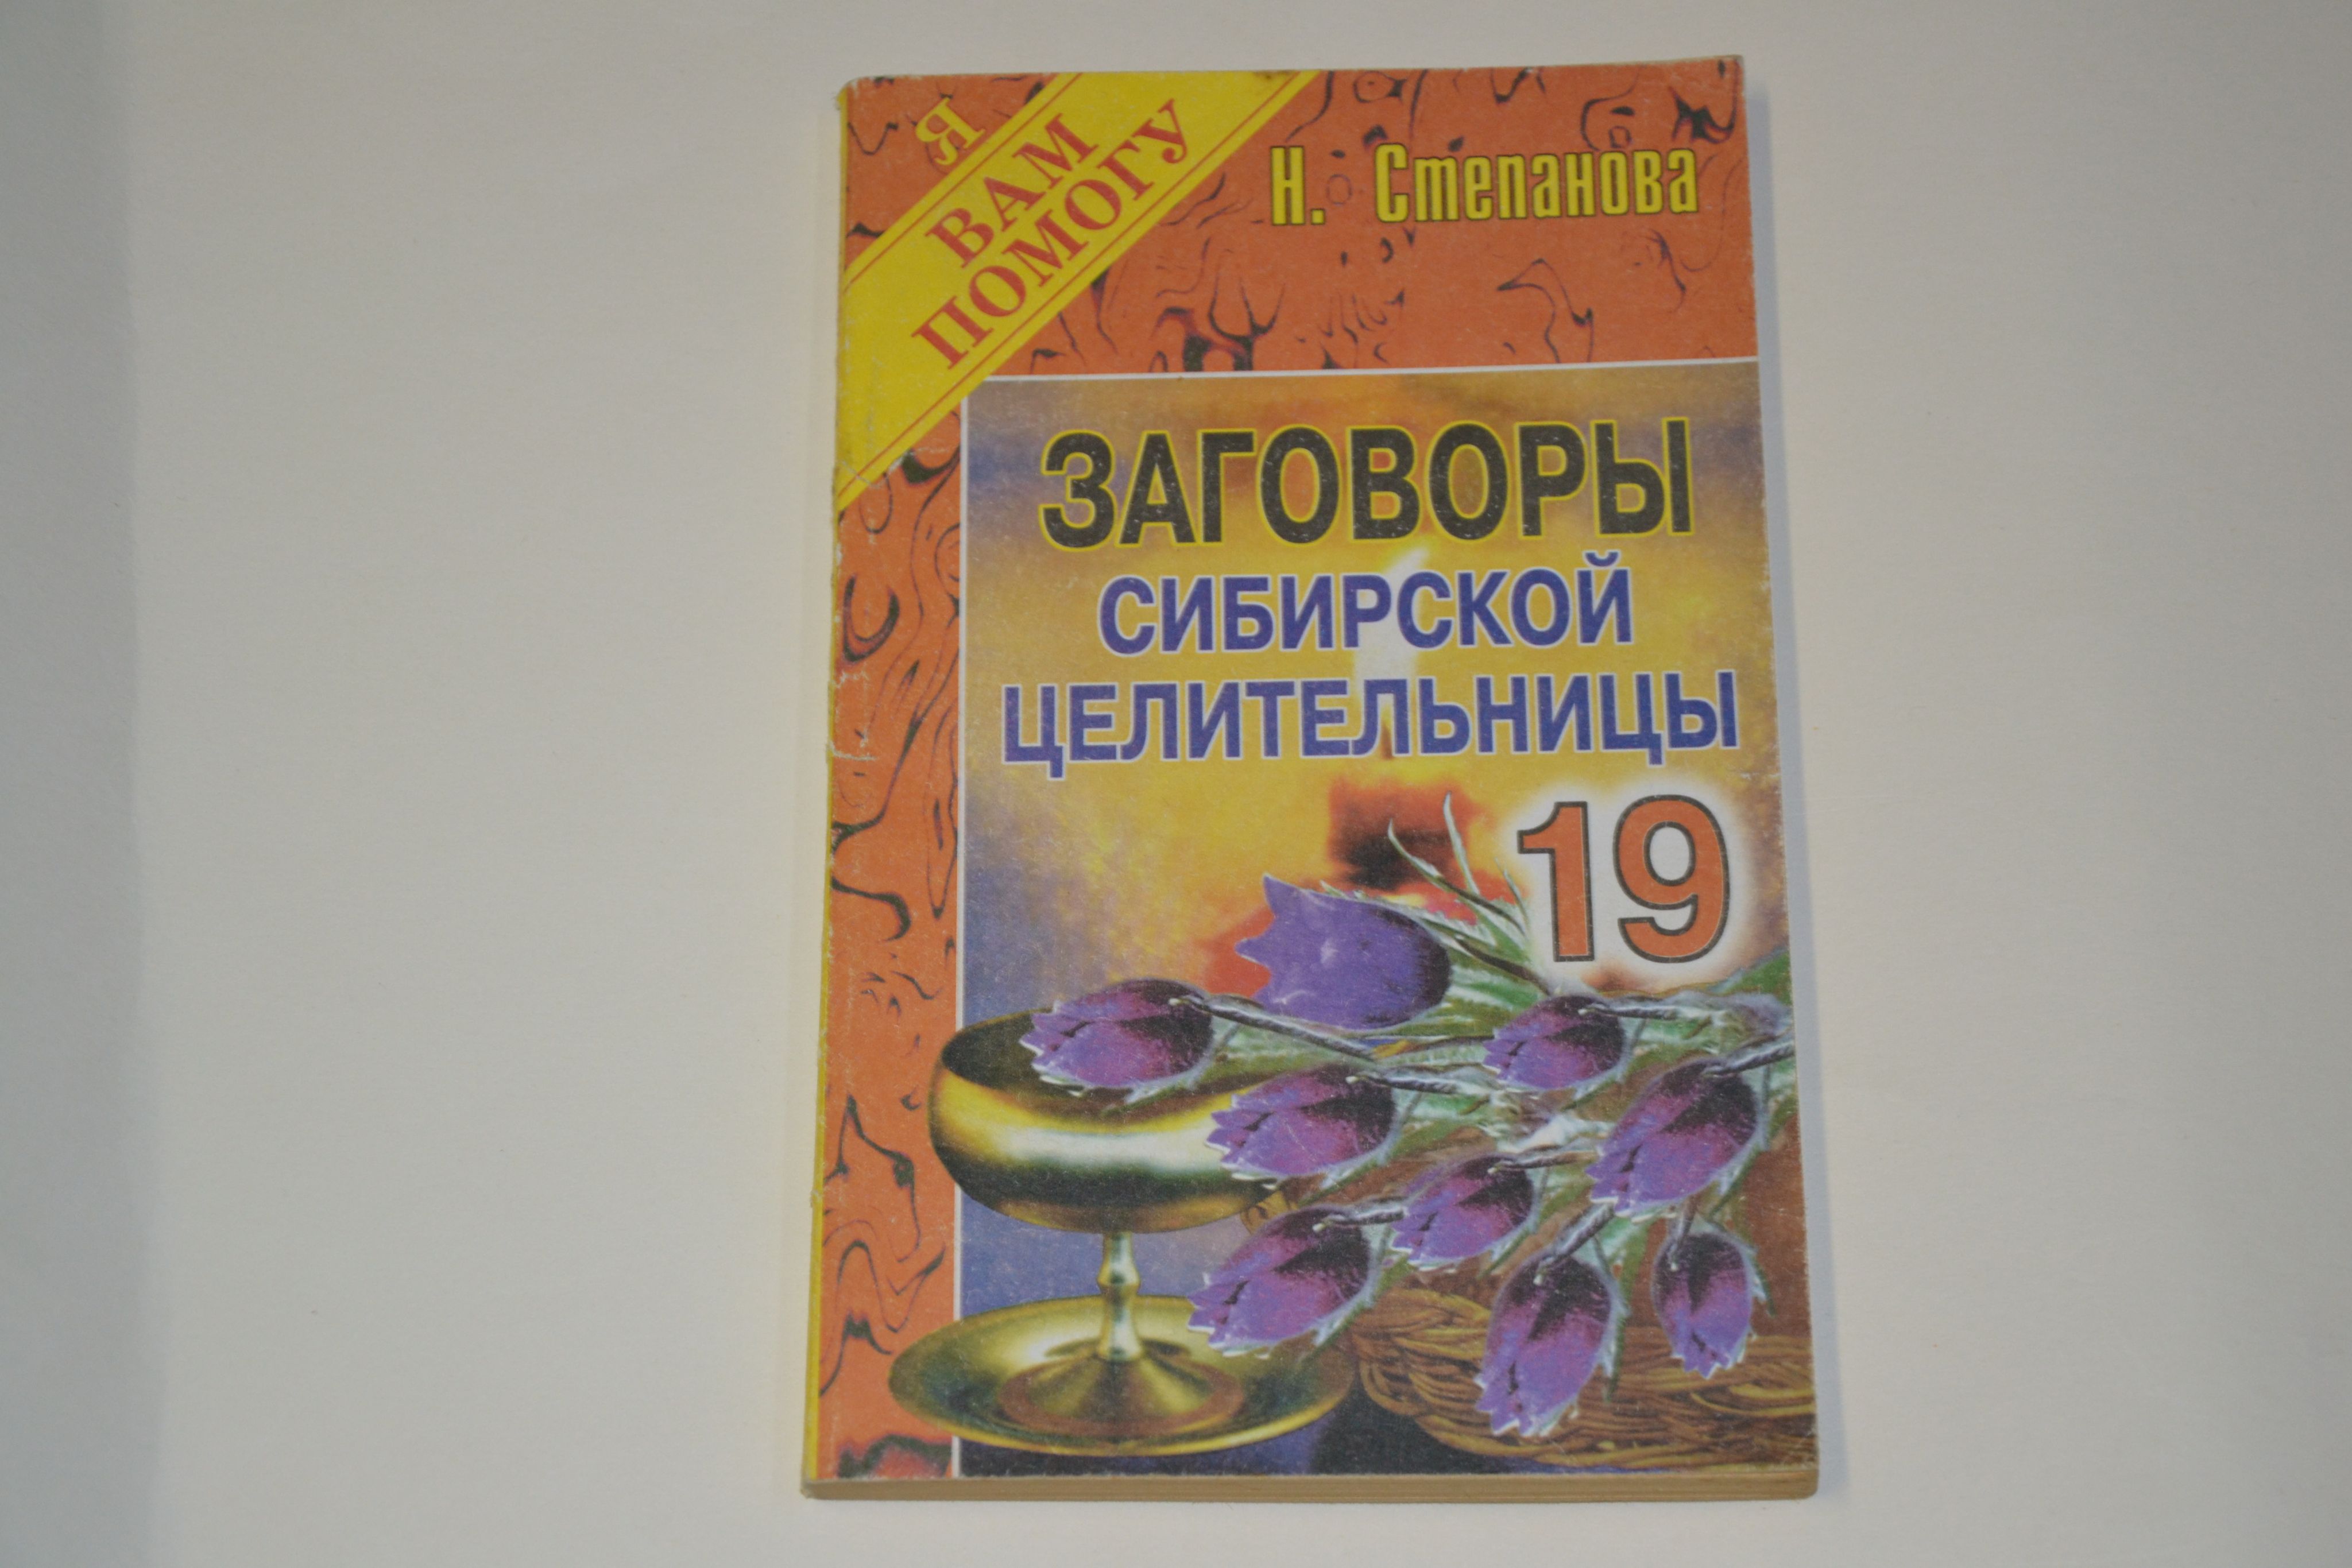 Я
ВАМ
ПОМОГУ
Н. Степанова
ЗАГОВОРЫ
СИБИРСКОЙ
ЦЕЛИТЕЛЬНИЦЫ
19